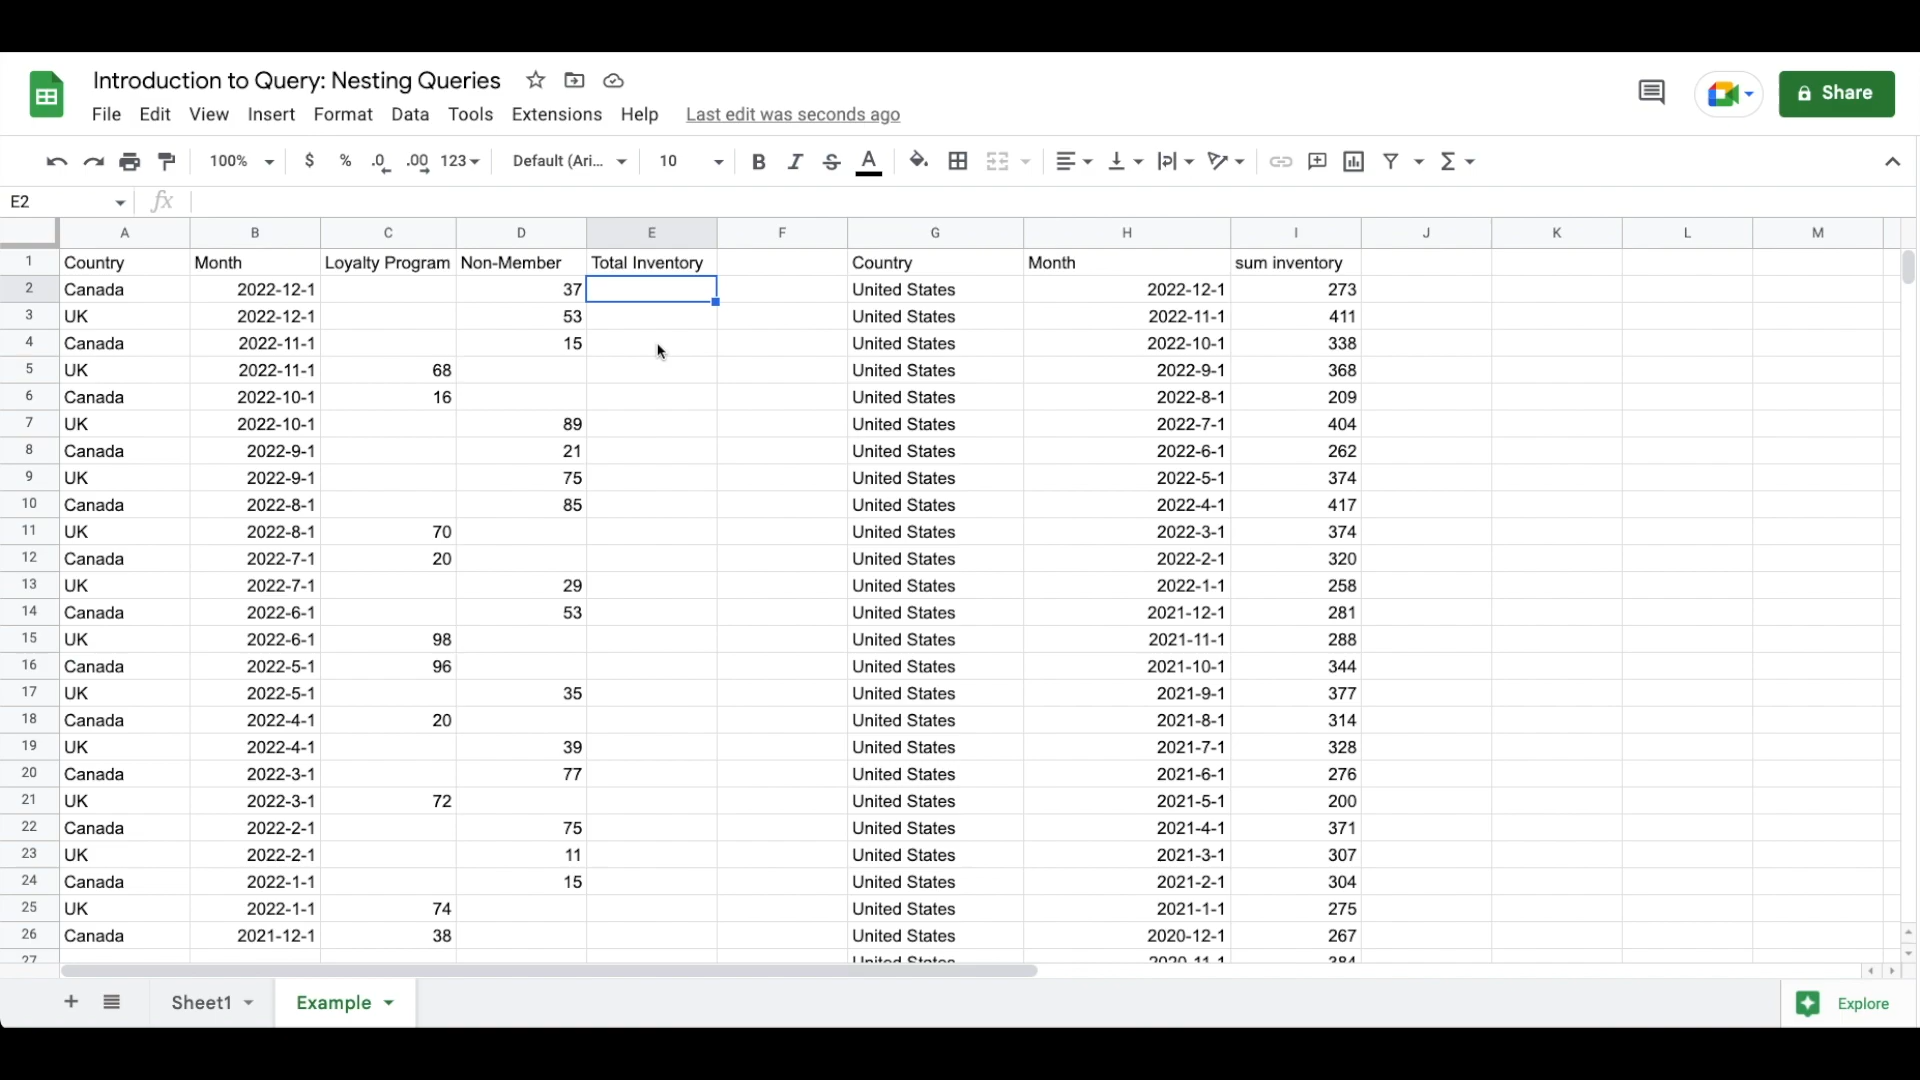 Introduction to Query: Nesting Queries
File Edit View Insert Format Data Tools Extensions Help Last edit was seconds ago
Share
100% $ % .0 .00 123 Default (Ari... 10 B I S A Σ
E2 fx
A B C D E F G H I J K L M
1 Country Month Loyalty Program Non-Member Total Inventory Country Month sum inventory
2 Canada 2022-12-1 37 United States 2022-12-1 273
3 UK 2022-12-1 53 United States 2022-11-1 411
4 Canada 2022-11-1 15 United States 2022-10-1 338
5 UK 2022-11-1 68 United States 2022-9-1 368
6 Canada 2022-10-1 16 United States 2022-8-1 209
7 UK 2022-10-1 89 United States 2022-7-1 404
8 Canada 2022-9-1 21 United States 2022-6-1 262
9 UK 2022-9-1 75 United States 2022-5-1 374
10 Canada 2022-8-1 85 United States 2022-4-1 417
11 UK 2022-8-1 70 United States 2022-3-1 374
12 Canada 2022-7-1 20 United States 2022-2-1 320
13 UK 2022-7-1 29 United States 2022-1-1 258
14 Canada 2022-6-1 53 United States 2021-12-1 281
15 UK 2022-6-1 98 United States 2021-11-1 288
16 Canada 2022-5-1 96 United States 2021-10-1 344
17 UK 2022-5-1 35 United States 2021-9-1 377
18 Canada 2022-4-1 20 United States 2021-8-1 314
19 UK 2022-4-1 39 United States 2021-7-1 328
20 Canada 2022-3-1 77 United States 2021-6-1 276
21 UK 2022-3-1 72 United States 2021-5-1 200
22 Canada 2022-2-1 75 United States 2021-4-1 371
23 UK 2022-2-1 11 United States 2021-3-1 307
24 Canada 2022-1-1 15 United States 2021-2-1 304
25 UK 2022-1-1 74 United States 2021-1-1 275
26 Canada 2021-12-1 38 United States 2020-12-1 267
27 United States 2020-11-1 384
Sheet1 Example Explore